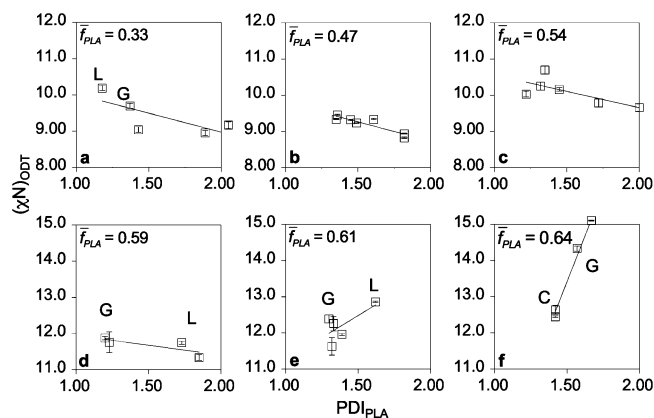 f̄PLA = 0.33
L
G
a
12.0
11.0
10.0
9.00
8.00
1.00 1.50 2.00
f̄PLA = 0.47
b
12.0
11.0
10.0
9.00
8.00
1.00 1.50 2.00
f̄PLA = 0.54
c
12.0
11.0
10.0
9.00
8.00
1.00 1.50 2.00
(χN)ODT
f̄PLA = 0.59
G
L
d
15.0
14.0
13.0
12.0
11.0
1.00 1.50 2.00
f̄PLA = 0.61
G
L
e
15.0
14.0
13.0
12.0
11.0
1.00 1.50 2.00
f̄PLA = 0.64
C
G
f
15.0
14.0
13.0
12.0
11.0
1.00 1.50 2.00
PDIPLA